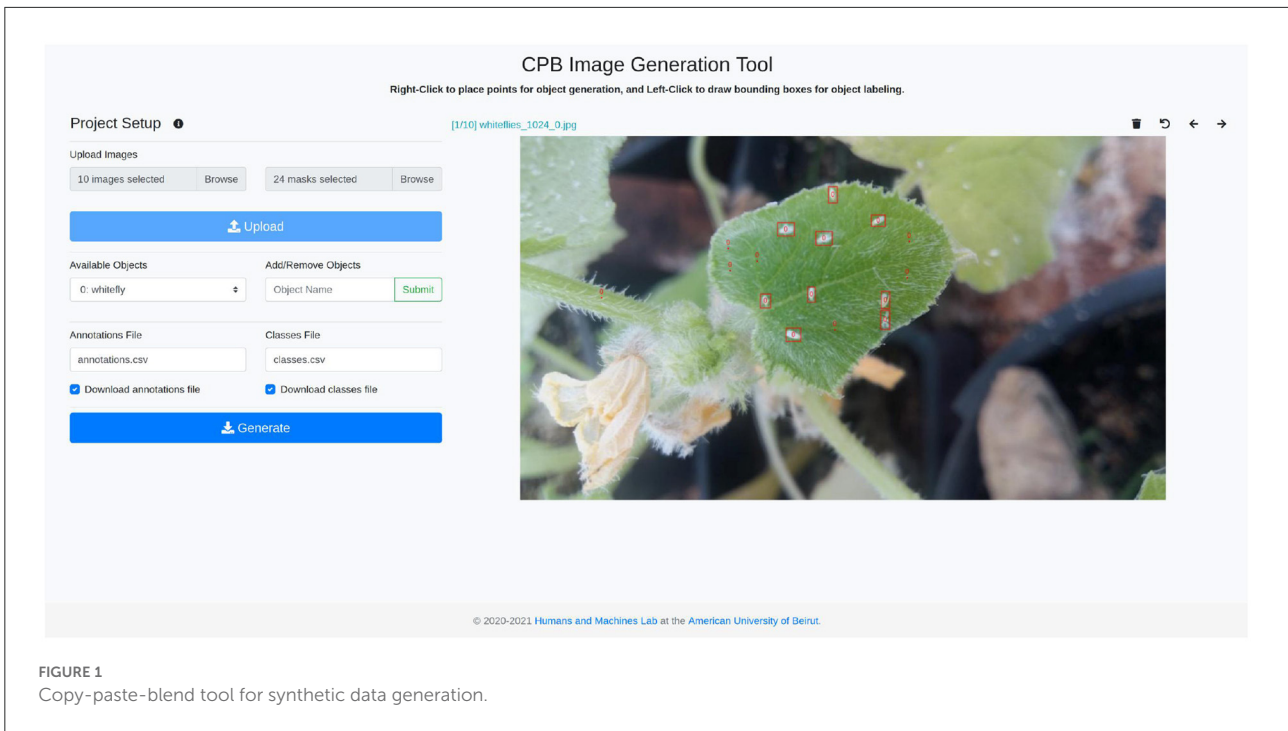 CPB Image Generation Tool
Right-Click to place points for object generation, and Left-Click to draw bounding boxes for object labeling.
Project Setup
[1/10] whiteflies_1024_0.jpg
Upload Images
10 images selected Browse 24 masks selected Browse
Upload
Available Objects Add/Remove Objects
0: whitefly Object Name Submit
Annotations File Classes File
annotations.csv classes.csv
Download annotations file Download classes file
Generate
© 2020-2021 Humans and Machines Lab at the American University of Beirut.
FIGURE 1
Copy-paste-blend tool for synthetic data generation.